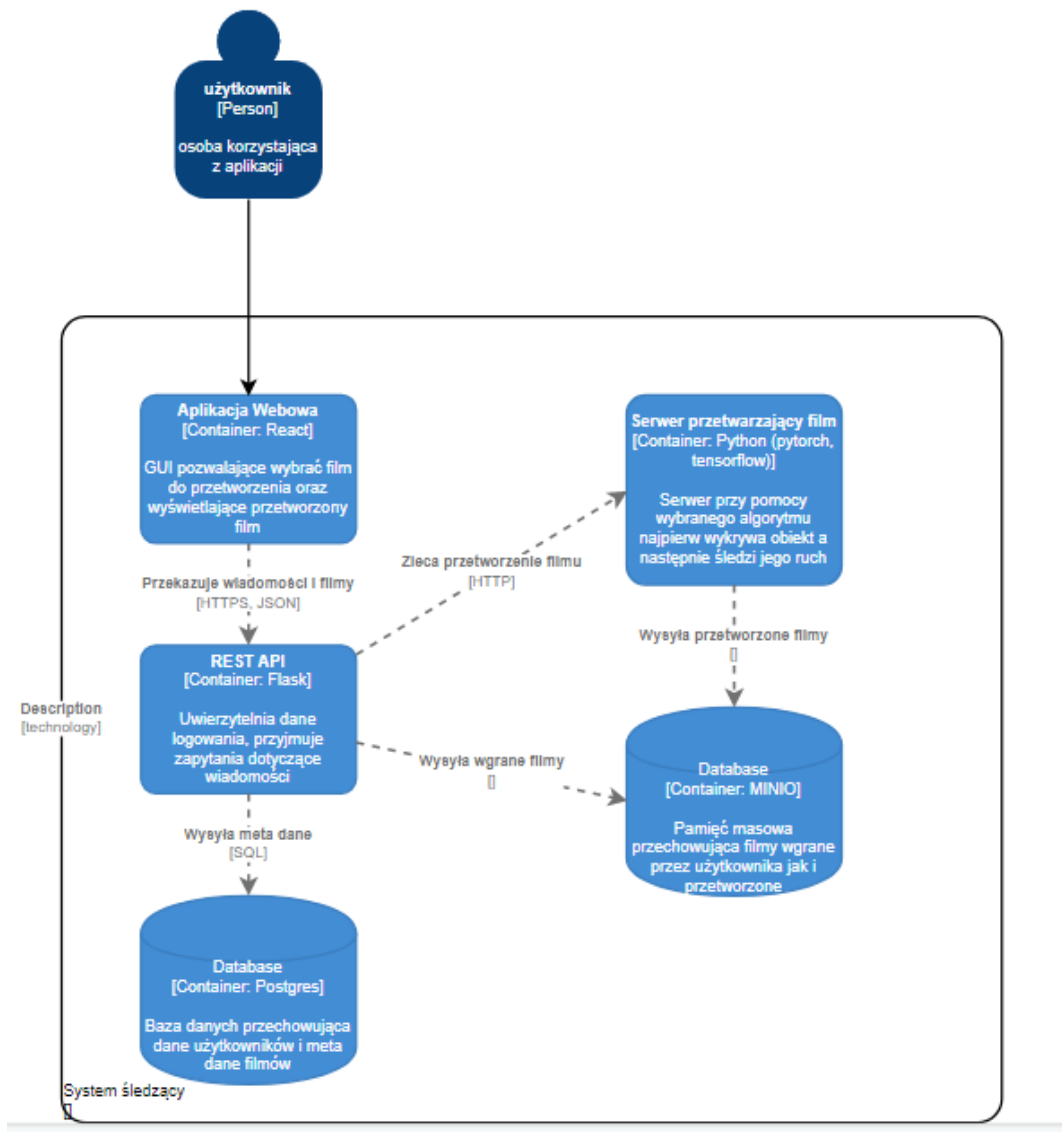 użytkownik
[Person]
osoba korzystająca
z aplikacji
Aplikacja Webowa
[Container: React]
GUI pozwalające wybrać film
do przetworzenia oraz
wyświetlające przetworzony
film
Serwer przetwarzający film
[Container: Python (pytorch,
tensorflow)]
Serwer przy pomocy
wybranego algorytmu
najpierw wykrywa obiekt a
następnie śledzi jego ruch
Przekazuje wiadomości i filmy
[HTTPS, JSON]
Zleca przetworzenie filmu
[HTTP]
Wysyła przetworzone filmy
[]
REST API
[Container: Flask]
Uwierzytelnia dane
logowania, przyjmuje
zapytania dotyczące
wiadomości
Description
[technology]
Wysyła wgrane filmy
[]
Database
[Container: MINIO]
Pamięć masowa
przechowująca filmy wgrane
przez użytkownika jak i
przetworzone
Wysyła meta dane
[SQL]
Database
[Container: Postgres]
Baza danych przechowująca
dane użytkowników i meta
dane filmów
System śledzący
[]